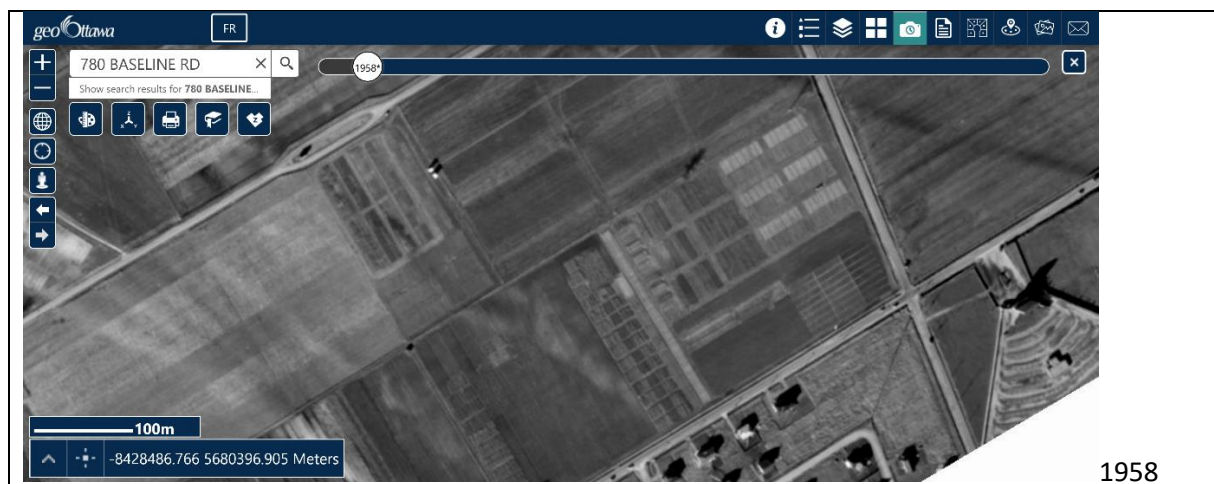 geoOttawa FR
780 BASELINE RD 1958*
Show search results for 780 BASELINE...
100m
-8428486.766 5680396.905 Meters
1958